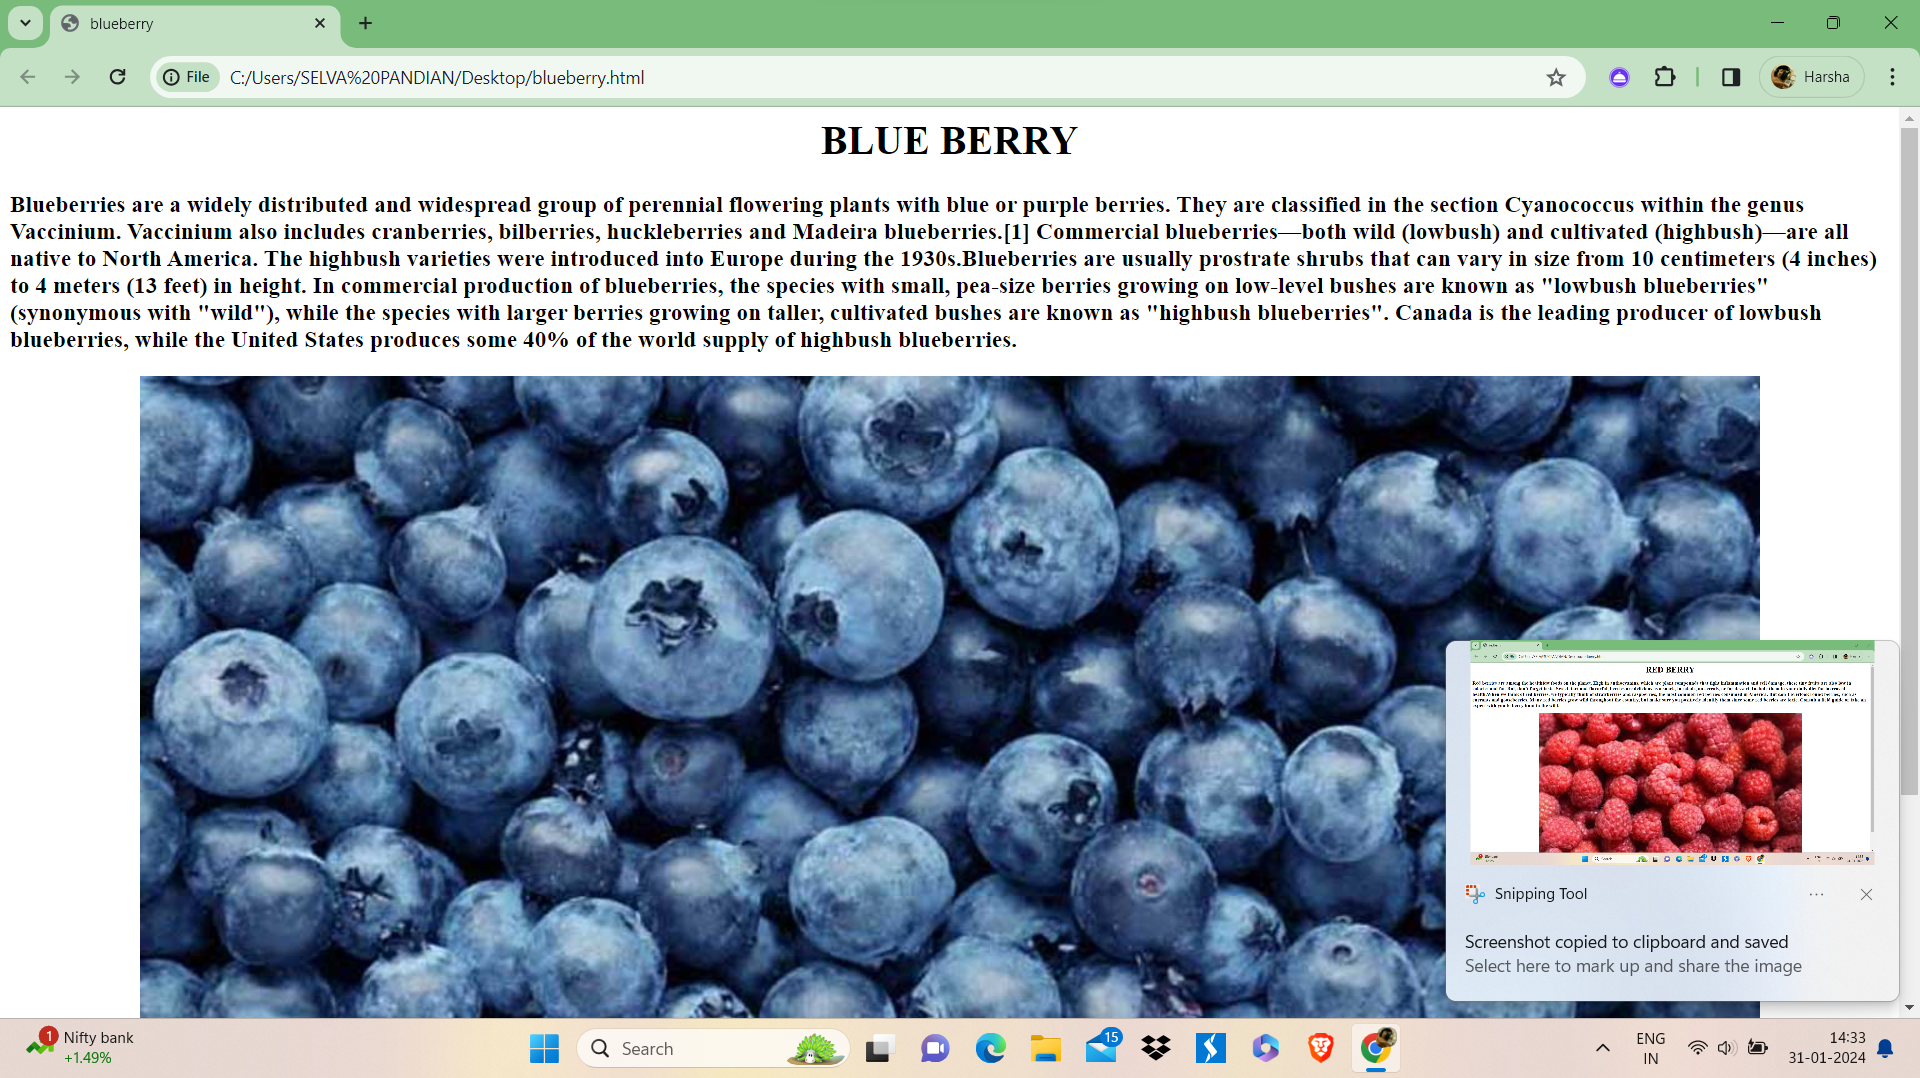 blueberry
File
C:/Users/SELVA%20PANDIAN/Desktop/blueberry.html
Harsha
BLUE BERRY
Blueberries are a widely distributed and widespread group of perennial flowering plants with blue or purple berries. They are classified in the section Cyanococcus within the genus
Vaccinium. Vaccinium also includes cranberries, bilberries, huckleberries and Madeira blueberries.[1] Commercial blueberries—both wild (lowbush) and cultivated (highbush)—are all
native to North America. The highbush varieties were introduced into Europe during the 1930s.Blueberries are usually prostrate shrubs that can vary in size from 10 centimeters (4 inches)
to 4 meters (13 feet) in height. In commercial production of blueberries, the species with small, pea-size berries growing on low-level bushes are known as "lowbush blueberries"
(synonymous with "wild"), while the species with larger berries growing on taller, cultivated bushes are known as "highbush blueberries". Canada is the leading producer of lowbush
blueberries, while the United States produces some 40% of the world supply of highbush blueberries.
RED BERRY
Snipping Tool
Screenshot copied to clipboard and saved
Select here to mark up and share the image
1
Nifty bank
+1.49%
Search
15
ENG
IN
14:33
31-01-2024